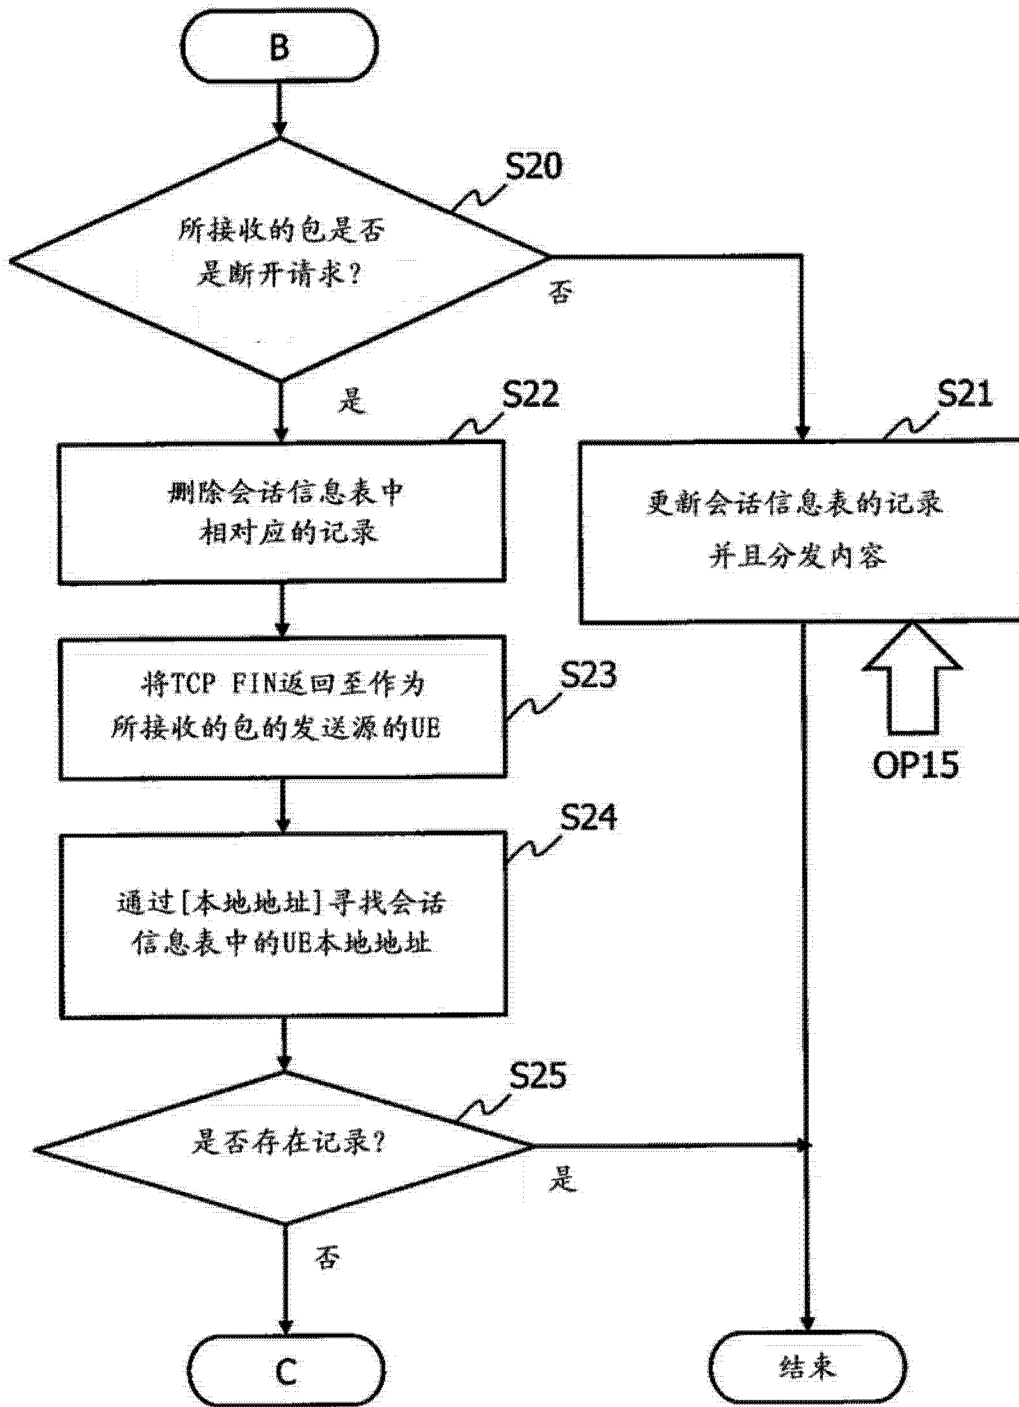 B
S20
所接收的包是否
是断开请求?
否
是
S22
S21
删除会话信息表中
相对应的记录
更新会话信息表的记录
并且分发内容
将TCP FIN返回至作为
所接收的包的发送源的UE
S23
OP15
S24
通过[本地地址]寻找会话
信息表中的UE本地地址
S25
是否存在记录?
是
否
C
结束